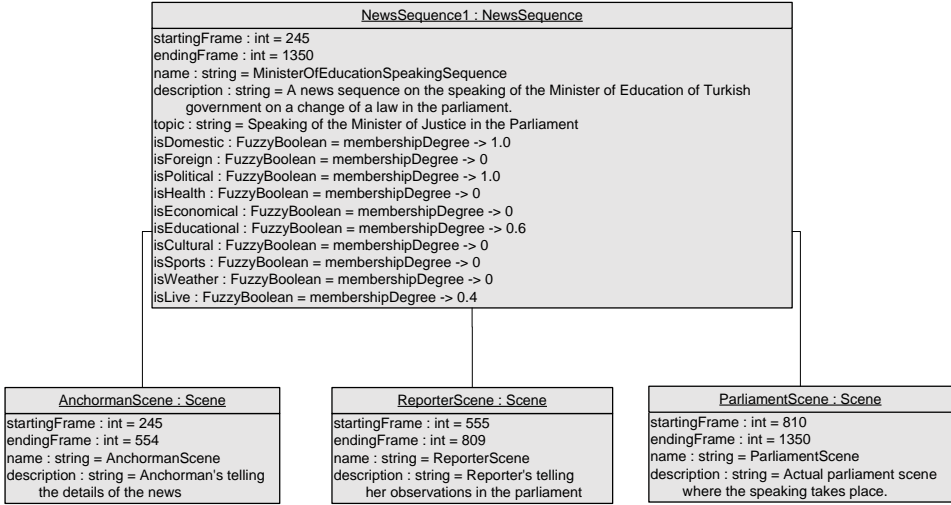 NewsSequence1 : NewsSequence
startingFrame : int = 245
endingFrame : int = 1350
name : string = MinisterOfEducationSpeakingSequence
description : string = A news sequence on the speaking of the Minister of Education of Turkish
government on a change of a law in the parliament.
topic : string = Speaking of the Minister of Justice in the Parliament
isDomestic : FuzzyBoolean = membershipDegree -> 1.0
isForeign : FuzzyBoolean = membershipDegree -> 0
isPolitical : FuzzyBoolean = membershipDegree -> 1.0
isHealth : FuzzyBoolean = membershipDegree -> 0
isEconomical : FuzzyBoolean = membershipDegree -> 0
isEducational : FuzzyBoolean = membershipDegree -> 0.6
isCultural : FuzzyBoolean = membershipDegree -> 0
isSports : FuzzyBoolean = membershipDegree -> 0
isWeather : FuzzyBoolean = membershipDegree -> 0
isLive : FuzzyBoolean = membershipDegree -> 0.4
AnchormanScene : Scene
startingFrame : int = 245
endingFrame : int = 554
name : string = AnchormanScene
description : string = Anchorman's telling
the details of the news
ReporterScene : Scene
startingFrame : int = 555
endingFrame : int = 809
name : string = ReporterScene
description : string = Reporter's telling
her observations in the parliament
ParliamentScene : Scene
startingFrame : int = 810
endingFrame : int = 1350
name : string = ParliamentScene
description : string = Actual parliament scene
where the speaking takes place.